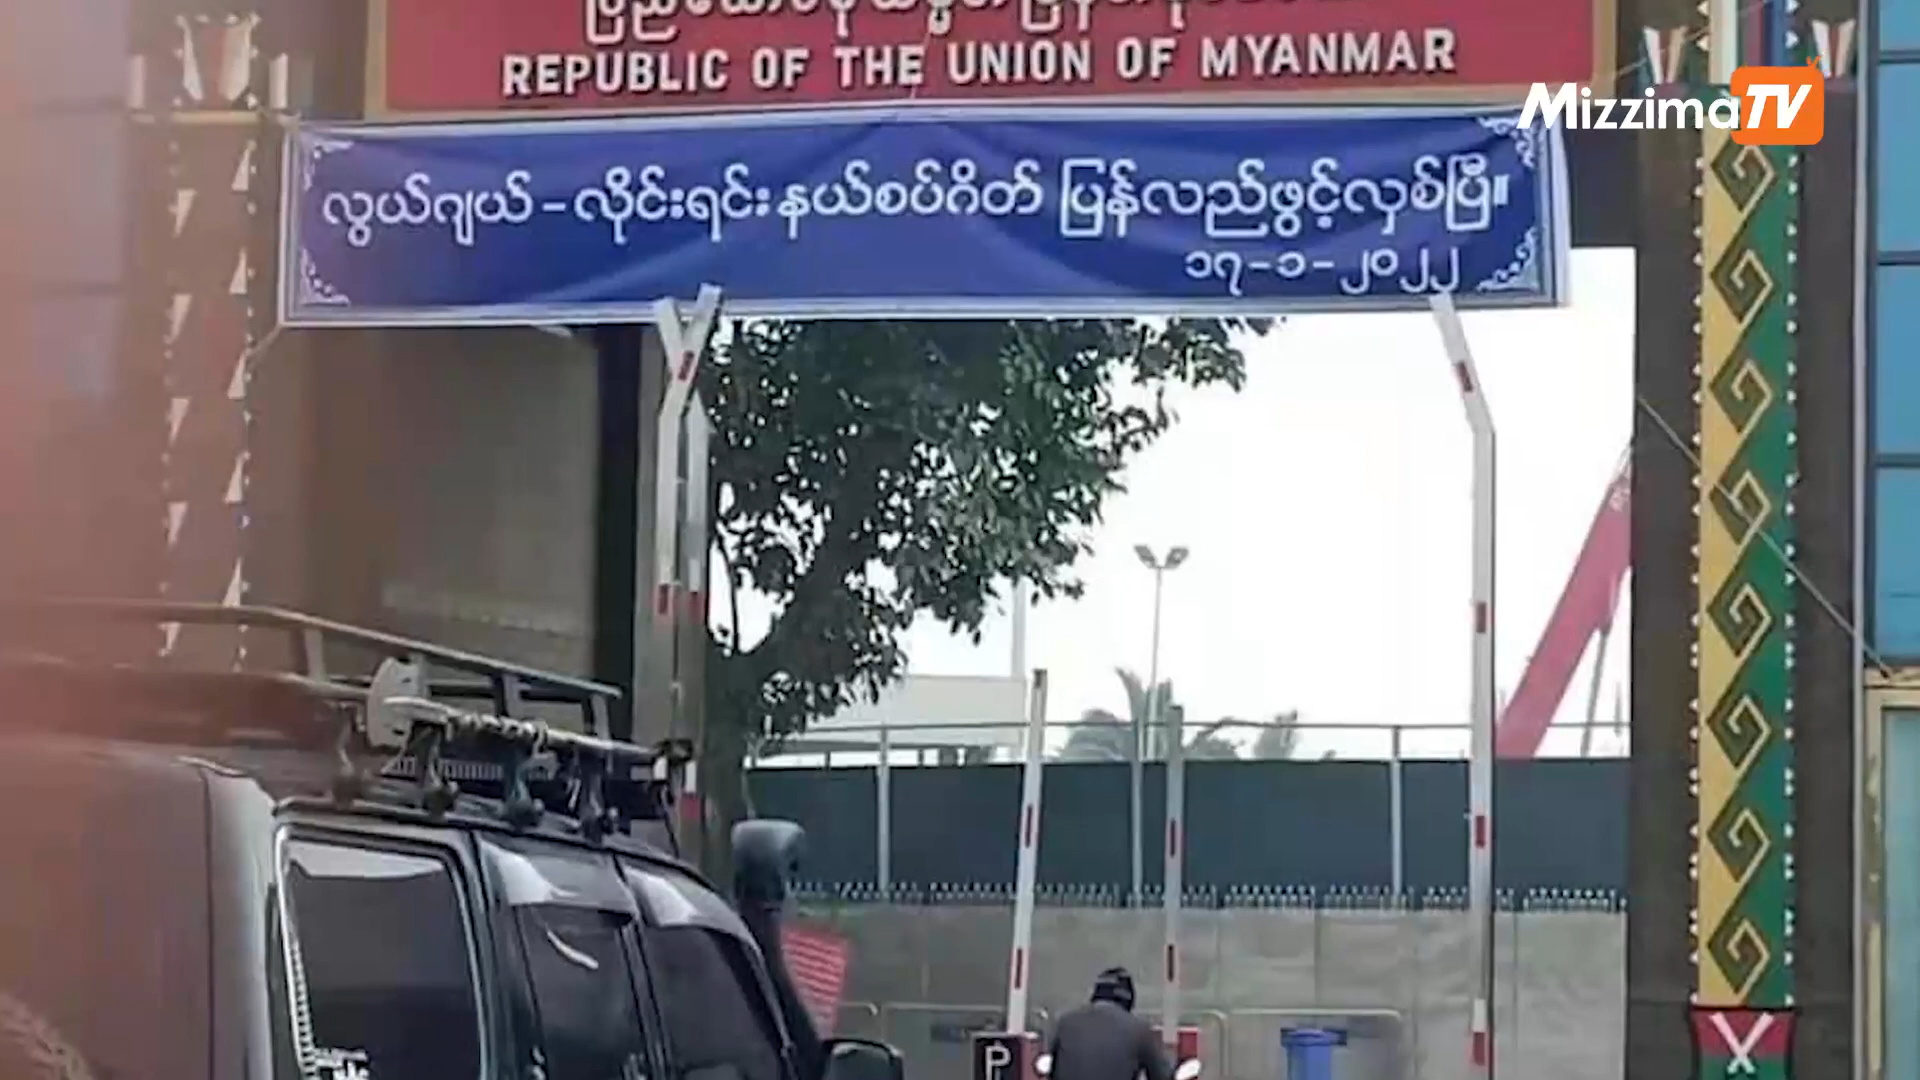 REPUBLIC OF THE UNION OF MYANMAR
MizzimaTV
လွယ်ဂျယ် - လိုင်းရင်း နယ်စပ်ဂိတ် ပြန်လည်ဖွင့်လှစ်ပြီ။
၁၇-၁-၂၀၂၂
P